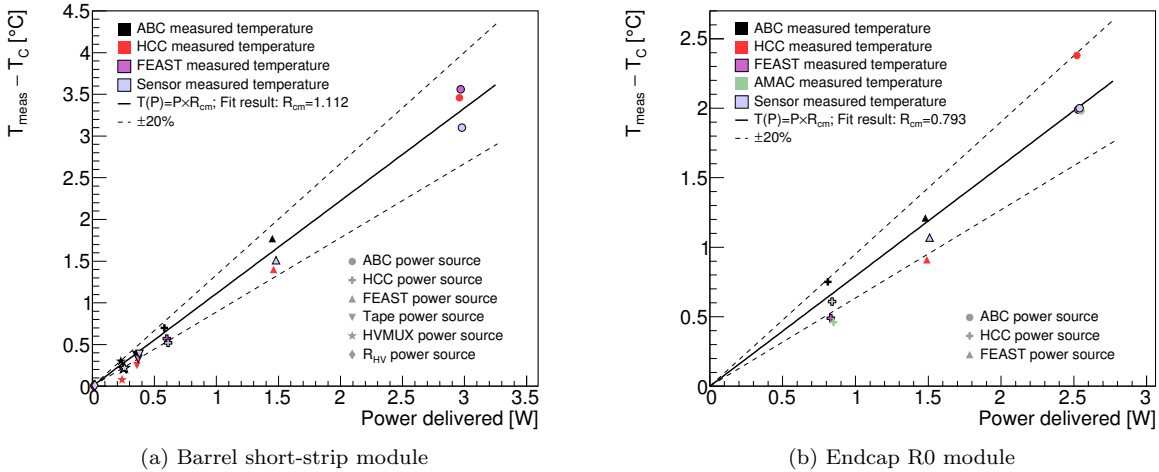 T_meas − T_C [°C]
4.5
4
3.5
3
2.5
2
1.5
1
0.5
0
ABC measured temperature
HCC measured temperature
FEAST measured temperature
Sensor measured temperature
T(P)=P×R_cm; Fit result: R_cm=1.112
±20%
ABC power source
HCC power source
FEAST power source
Tape power source
HVMUX power source
R_HV power source
0 0.5 1 1.5 2 2.5 3 3.5
Power delivered [W]
(a) Barrel short-strip module
T_meas − T_C [°C]
2.5
2
1.5
1
0.5
0
ABC measured temperature
HCC measured temperature
FEAST measured temperature
AMAC measured temperature
Sensor measured temperature
T(P)=P×R_cm; Fit result: R_cm=0.793
±20%
ABC power source
HCC power source
FEAST power source
0 0.5 1 1.5 2 2.5 3
Power delivered [W]
(b) Endcap R0 module